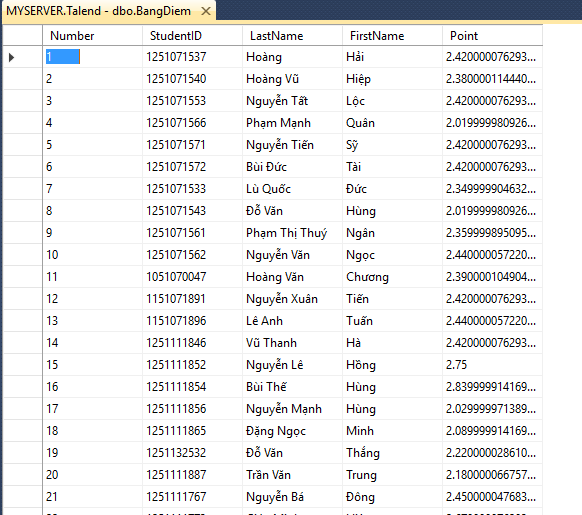 MYSERVER.Talend - dbo.BangDiem
Number StudentID LastName FirstName Point
1 1251071537 Hoàng Hải 2.420000076293...
2 1251071540 Hoàng Vũ Hiệp 2.380000114440...
3 1251071553 Nguyễn Tất Lộc 2.420000076293...
4 1251071566 Phạm Mạnh Quân 2.019999980926...
5 1251071571 Nguyễn Tiến Sỹ 2.420000076293...
6 1251071572 Bùi Đức Tài 2.420000076293...
7 1251071533 Lù Quốc Đức 2.349999904632...
8 1251071543 Đỗ Văn Hùng 2.019999980926...
9 1251071561 Phạm Thị Thuý Ngân 2.359999895095...
10 1251071562 Nguyễn Văn Ngọc 2.440000057220...
11 1051070047 Hoàng Văn Chương 2.390000104904...
12 1151071891 Nguyễn Xuân Tiến 2.420000076293...
13 1151071896 Lê Anh Tuấn 2.440000057220...
14 1251111846 Vũ Thanh Hà 2.420000076293...
15 1251111852 Nguyễn Lê Hồng 2.75
16 1251111854 Bùi Thế Hùng 2.839999914169...
17 1251111856 Nguyễn Mạnh Hùng 2.029999971389...
18 1251111865 Đặng Ngọc Minh 2.089999914169...
19 1251132532 Đỗ Văn Thắng 2.220000028610...
20 1251111887 Trần Văn Trung 2.180000066757...
21 1251111767 Nguyễn Bá Đông 2.450000047683...